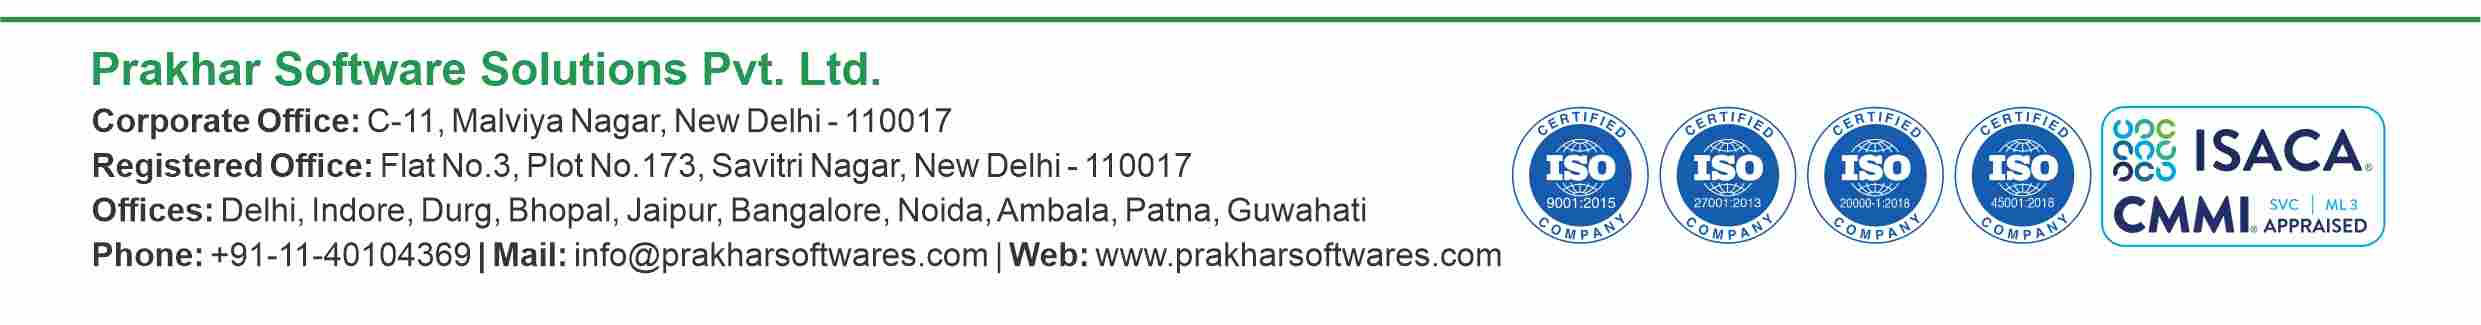 Prakhar Software Solutions Pvt. Ltd.
Corporate Office: C-11, Malviya Nagar, New Delhi - 110017
Registered Office: Flat No.3, Plot No.173, Savitri Nagar, New Delhi - 110017
Offices: Delhi, Indore, Durg, Bhopal, Jaipur, Bangalore, Noida, Ambala, Patna, Guwahati
Phone: +91-11-40104369 | Mail: info@prakharsoftwares.com | Web: www.prakharsoftwares.com
CERTIFIED
ISO
9001:2015
COMPANY
CERTIFIED
ISO
27001:2013
COMPANY
CERTIFIED
ISO
20000-1:2018
COMPANY
CERTIFIED
ISO
45001:2018
COMPANY
ISACA®
CMMI® SVC | ML3
APPRAISED